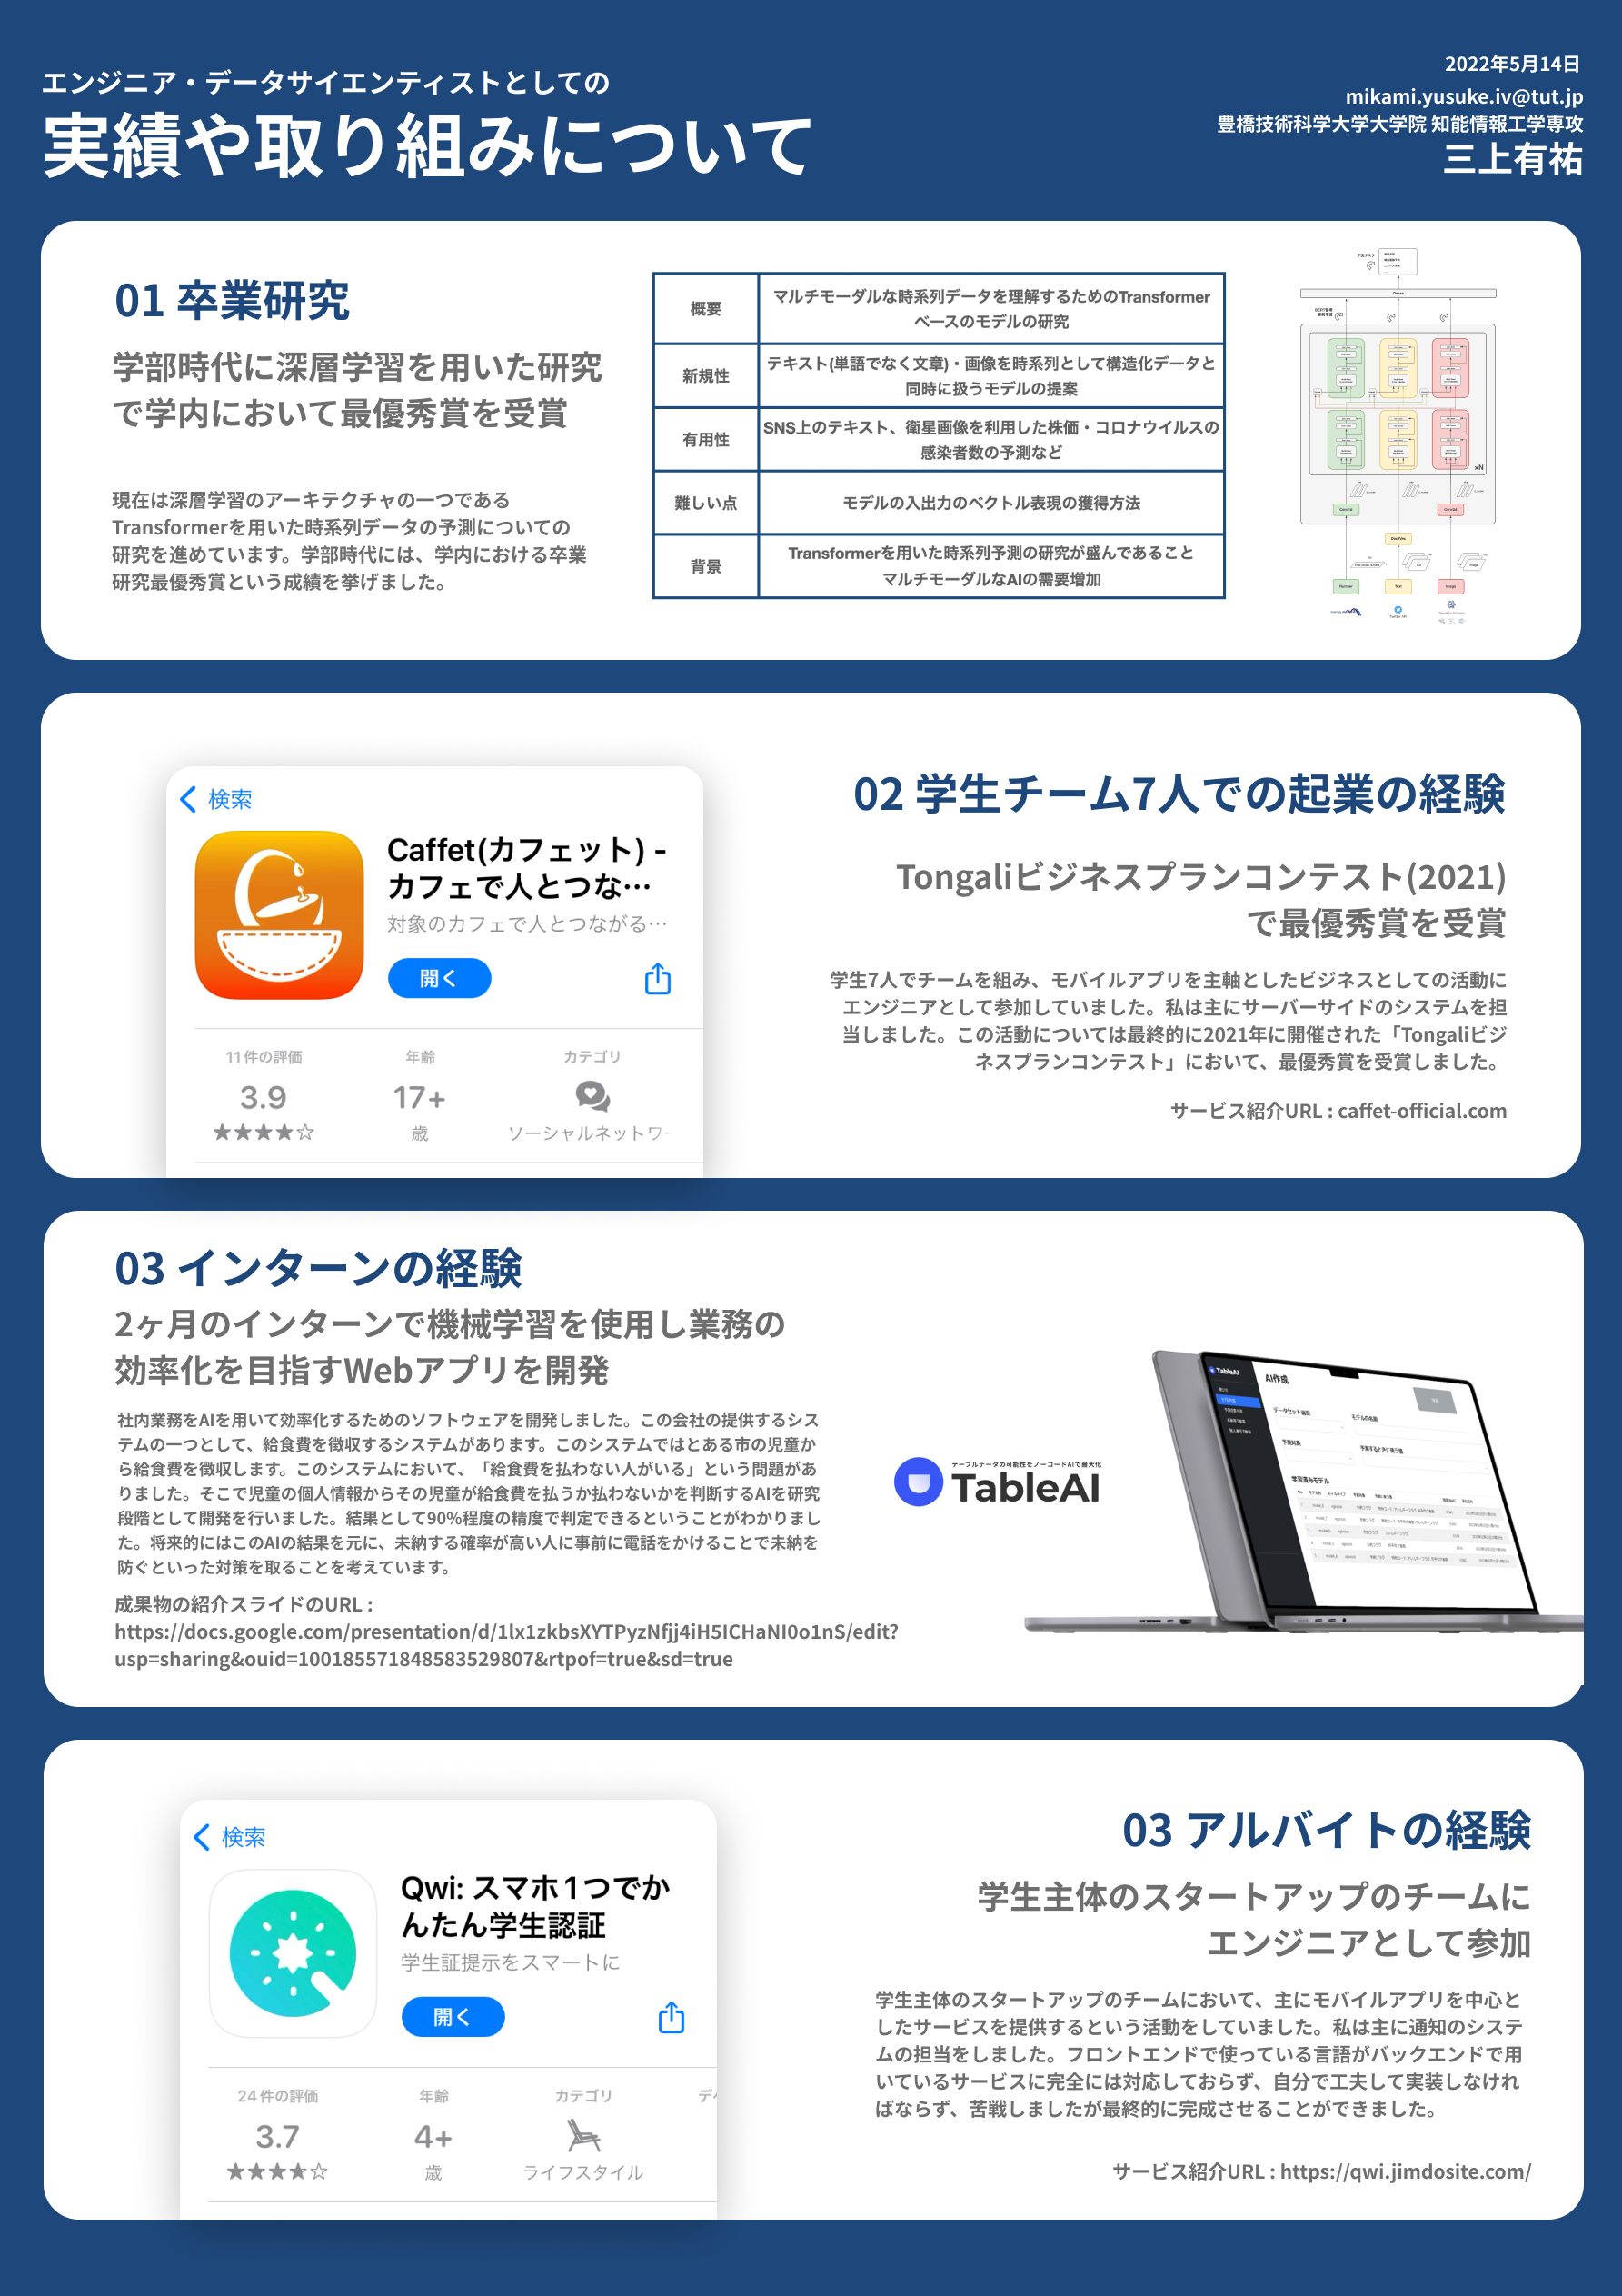 エンジニア・データサイエンティストとしての
実績や取り組みについて
2022年5月14日
mikami.yusuke.iv@tut.jp
豊橋技術科学大学大学院 知能情報工学専攻
三上有祐
01 卒業研究
学部時代に深層学習を用いた研究
で学内において最優秀賞を受賞
現在は深層学習のアーキテクチャの一つである
Transformerを用いた時系列データの予測についての
研究を進めています。学部時代には、学内における卒業
研究最優秀賞という成績を挙げました。
概要
マルチモーダルな時系列データを理解するためのTransformer
ベースのモデルの研究
新規性
テキスト(単語でなく文章)・画像を時系列として構造化データと
同時に扱うモデルの提案
有用性
SNS上のテキスト、衛星画像を利用した株価・コロナウイルスの
感染者数の予測など
難しい点
モデルの入出力のベクトル表現の獲得方法
背景
Transformerを用いた時系列予測の研究が盛んであること
マルチモーダルなAIの需要増加
×N
Number
Text
Image
検索
Caffet(カフェット) -
カフェで人とつな…
対象のカフェで人とつながる…
開く
11件の評価
年齢
カテゴリ
3.9
17+
歳
ソーシャルネットワ
02 学生チーム7人での起業の経験
Tongaliビジネスプランコンテスト(2021)
で最優秀賞を受賞
学生7人でチームを組み、モバイルアプリを主軸としたビジネスとしての活動に
エンジニアとして参加していました。私は主にサーバーサイドのシステムを担
当しました。この活動については最終的に2021年に開催された「Tongaliビジ
ネスプランコンテスト」において、最優秀賞を受賞しました。
サービス紹介URL : caffet-official.com
03 インターンの経験
2ヶ月のインターンで機械学習を使用し業務の
効率化を目指すWebアプリを開発
社内業務をAIを用いて効率化するためのソフトウェアを開発しました。この会社の提供するシス
テムの一つとして、給食費を徴収するシステムがあります。このシステムではとある市の児童か
ら給食費を徴収します。このシステムにおいて、「給食費を払わない人がいる」という問題があ
りました。そこで児童の個人情報からその児童が給食費を払うか払わないかを判断するAIを研究
段階として開発を行いました。結果として90%程度の精度で判定できるということがわかりまし
た。将来的にはこのAIの結果を元に、未納する確率が高い人に事前に電話をかけることで未納を
防ぐといった対策を取ることを考えています。
成果物の紹介スライドのURL :
https://docs.google.com/presentation/d/1lx1zkbsXYTPyzNfjj4iH5ICHaNI0o1nS/edit?
usp=sharing&ouid=100185571848583529807&rtpof=true&sd=true
テーブルデータの可能性をノーコードAIで最大化
TableAI
TableAI
AI作成
データセット選択
モデルの名前
予測対象
予測するときに使う値
学習済みモデル
検索
Qwi: スマホ1つでか
んたん学生認証
学生証提示をスマートに
開く
24件の評価
年齢
カテゴリ
3.7
4+
歳
ライフスタイル
03 アルバイトの経験
学生主体のスタートアップのチームに
エンジニアとして参加
学生主体のスタートアップのチームにおいて、主にモバイルアプリを中心と
したサービスを提供するという活動をしていました。私は主に通知のシステ
ムの担当をしました。フロントエンドで使っている言語がバックエンドで用
いているサービスに完全には対応しておらず、自分で工夫して実装しなけれ
ばならず、苦戦しましたが最終的に完成させることができました。
サービス紹介URL : https://qwi.jimdosite.com/